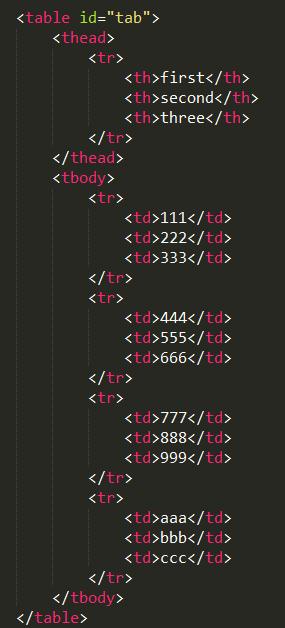 <table id="tab">
    <thead>
        <tr>
            <th>first</th>
            <th>second</th>
            <th>three</th>
        </tr>
    </thead>
    <tbody>
        <tr>
            <td>111</td>
            <td>222</td>
            <td>333</td>
        </tr>
        <tr>
            <td>444</td>
            <td>555</td>
            <td>666</td>
        </tr>
        <tr>
            <td>777</td>
            <td>888</td>
            <td>999</td>
        </tr>
        <tr>
            <td>aaa</td>
            <td>bbb</td>
            <td>ccc</td>
        </tr>
    </tbody>
</table>